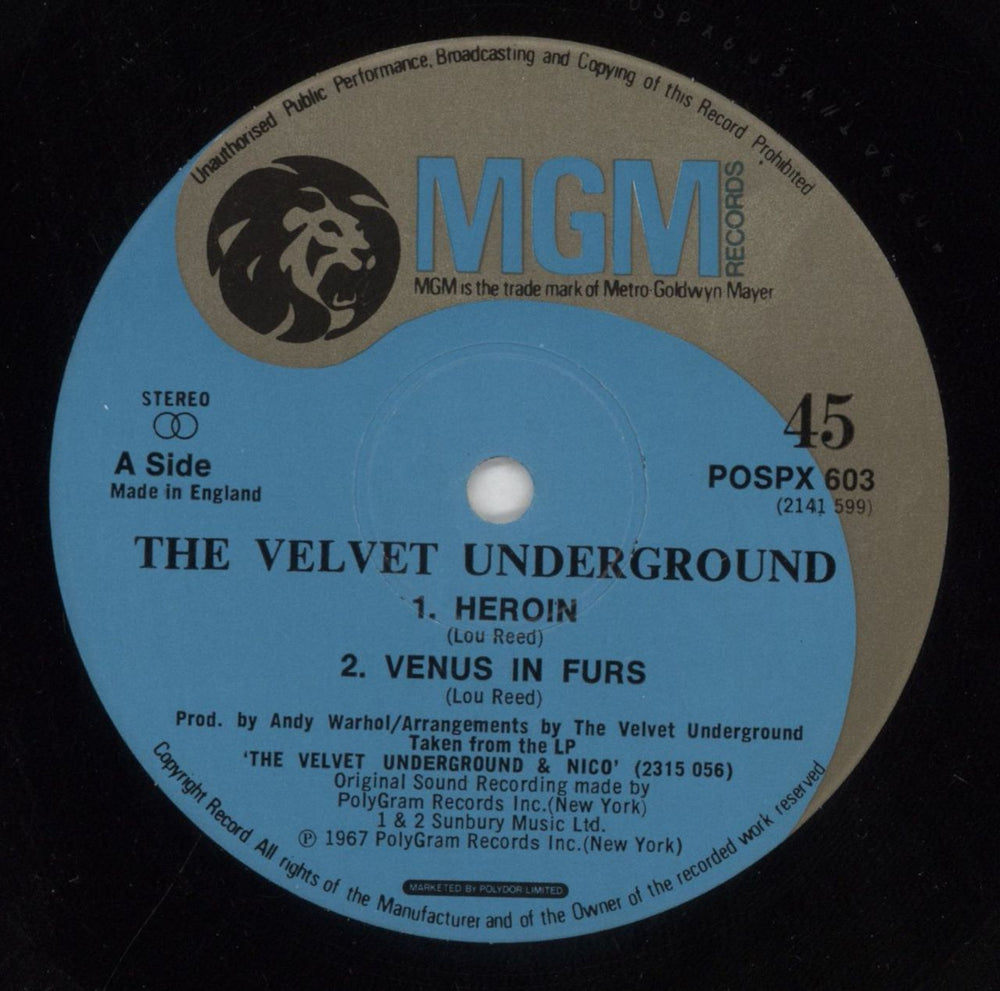 Unauthorised Public Performance, Broadcasting and Copying of this Record Prohibited
MGM RECORDS
MGM is the trade mark of Metro-Goldwyn-Mayer
STEREO
A Side
Made in England
45
POSPX 603
(2141 599)
THE VELVET UNDERGROUND
1. HEROIN
(Lou Reed)
2. VENUS IN FURS
(Lou Reed)
Prod. by Andy Warhol/Arrangements by The Velvet Underground
Taken from the LP
'THE VELVET UNDERGROUND & NICO' (2315 056)
Original Sound Recording made by
PolyGram Records Inc.(New York)
1 & 2 Sunbury Music Ltd.
℗ 1967 PolyGram Records Inc.(New York)
MARKETED BY POLYDOR LIMITED
Copyright Record All rights of the Manufacturer and of the Owner of the recorded work reserved